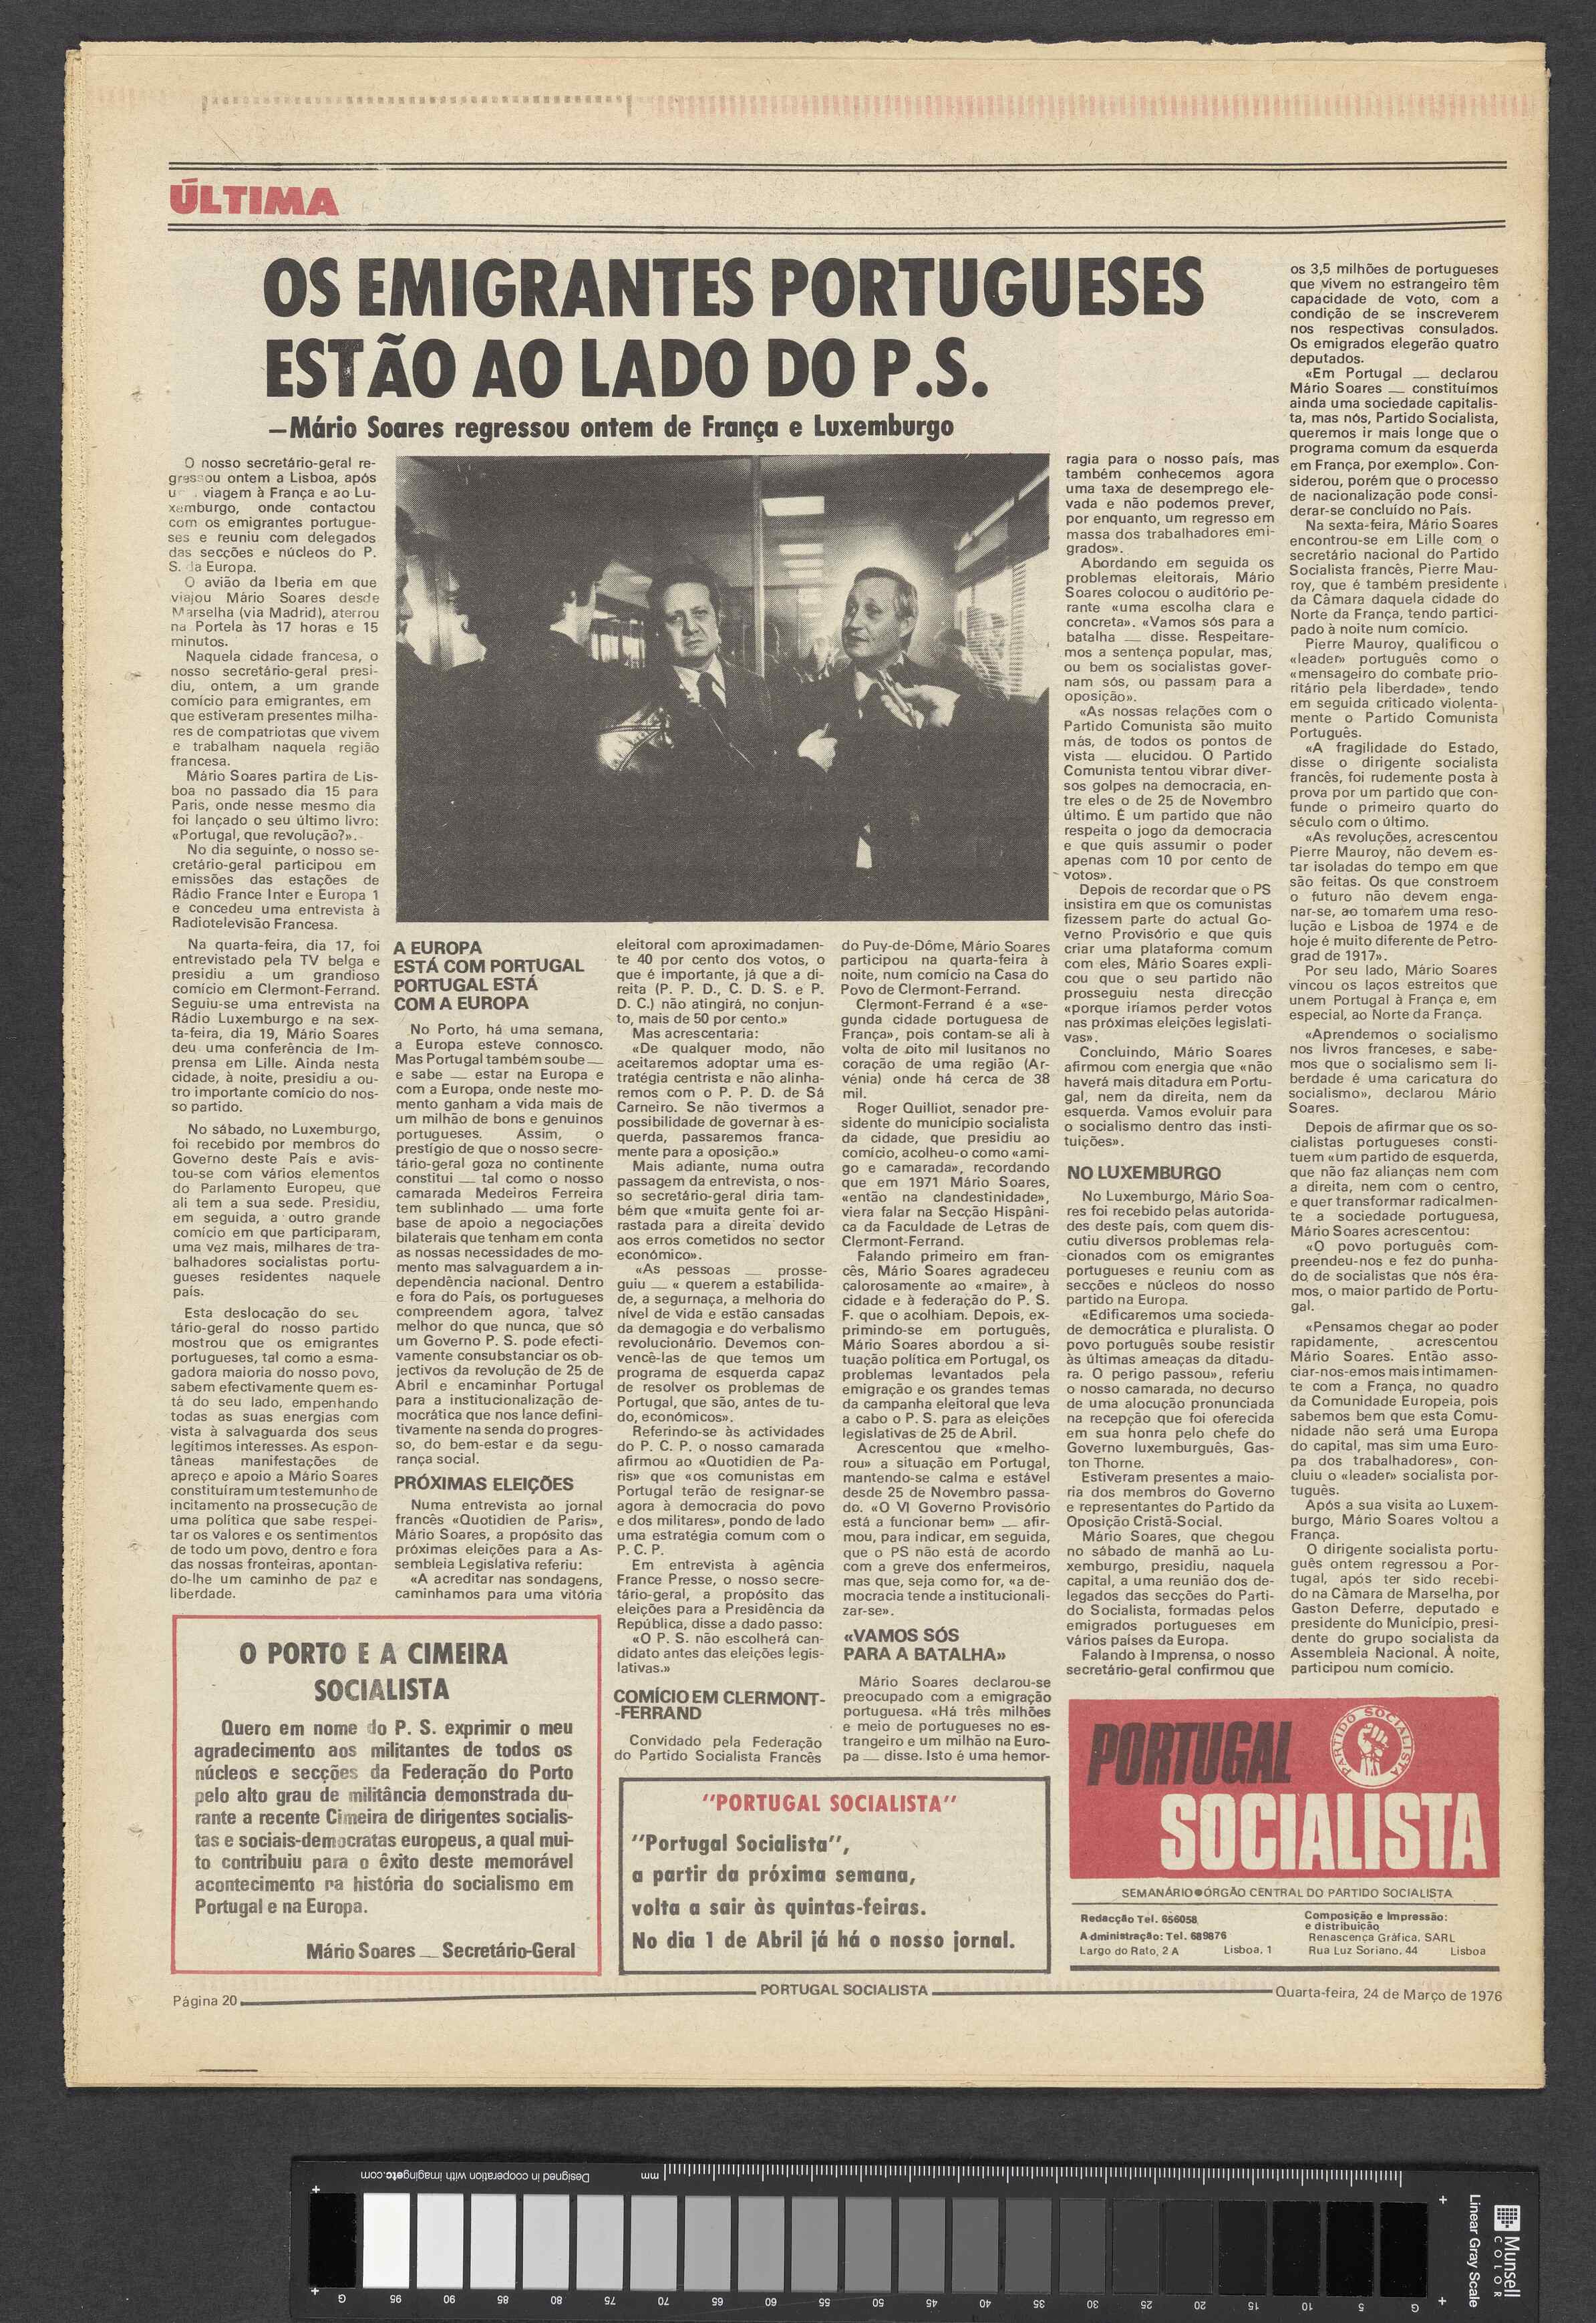 ÚLTIMA
OS EMIGRANTES PORTUGUESES
ESTÃO AO LADO DO P.S.
—Mário Soares regressou ontem de França e Luxemburgo
O nosso secretário-geral re-
gressou ontem a Lisboa, após
viagem à França e ao Lu-
xemburgo, onde contactou
com os emigrantes portugue-
ses e reuniu com delegados
das secções e núcleos do P.
S. da Europa.
O avião da Iberia em que
viajou Mário Soares desde
Marselha (via Madrid), aterrou
na Portela às 17 horas e 15
minutos.
Naquela cidade francesa, o
nosso secretário-geral presi-
diu, ontem, a um grande
comício para emigrantes, em
que estiveram presentes milha-
res de compatriotas que vivem
e trabalham naquela região
francesa.
Mário Soares partira de Lis-
boa no passado dia 15 para
Paris, onde nesse mesmo dia
foi lançado o seu último livro:
«Portugal, que revolução?».
No dia seguinte, o nosso se-
cretário-geral participou em
emissões das estações de
Rádio France Inter e Europa 1
e concedeu uma entrevista à
Radiotelevisão Francesa.
Na quarta-feira, dia 17, foi
entrevistado pela TV belga e
presidiu a um grandioso
comício em Clermont-Ferrand.
Seguiu-se uma entrevista na
Rádio Luxemburgo e na sex-
ta-feira, dia 19, Mário Soares
deu uma conferência de Im-
prensa em Lille. Ainda nesta
cidade, à noite, presidiu a ou-
tro importante comício do nos-
so partido.
No sábado, no Luxemburgo,
foi recebido por membros do
Governo deste País e avis-
tou-se com vários elementos
do Parlamento Europeu, que
ali tem a sua sede. Presidiu,
em seguida, a outro grande
comício em que participaram,
uma vez mais, milhares de tra-
balhadores socialistas portu-
gueses residentes naquele
país.
Esta deslocação do sec
tário-geral do nosso partido
mostrou que os emigrantes
portugueses, tal como a esma-
gadora maioria do nosso povo,
sabem efectivamente quem es-
tá do seu lado, empenhando
todas as suas energias com
vista à salvaguarda dos seus
legítimos interesses. As espon-
tâneas manifestações de
apreço e apoio a Mário Soares
constituíram um testemunho de
incitamento na prossecução de
uma política que sabe respei-
tar os valores e os sentimentos
de todo um povo, dentro e fora
das nossas fronteiras, apontan-
do-lhe um caminho de paz e
liberdade.
A EUROPA
ESTÁ COM PORTUGAL
PORTUGAL ESTÁ
COM A EUROPA
No Porto, há uma semana,
a Europa esteve connosco.
Mas Portugal também soube —
e sabe — estar na Europa e
com a Europa, onde neste mo-
mento ganham a vida mais de
um milhão de bons e genuinos
portugueses. Assim, o
prestígio de que o nosso secre-
tário-geral goza no continente
constitui — tal como o nosso
camarada Medeiros Ferreira
tem sublinhado — uma forte
base de apoio a negociações
bilaterais que tenham em conta
as nossas necessidades de mo-
mento mas salvaguardem a in-
dependência nacional. Dentro
e fora do País, os portugueses
compreendem agora, talvez
melhor do que nunca, que só
um Governo P. S. pode efecti-
vamente consubstanciar os ob-
jectivos da revolução de 25 de
Abril e encaminhar Portugal
para a institucionalização de-
mocrática que nos lance defini-
tivamente na senda do progres-
so, do bem-estar e da segu-
rança social.
PRÓXIMAS ELEIÇÕES
Numa entrevista ao jornal
francês «Quotidien de Paris»,
Mário Soares, a propósito das
próximas eleições para a As-
sembleia Legislativa referiu:
«A acreditar nas sondagens,
caminhamos para uma vitória
eleitoral com aproximadamen-
te 40 por cento dos votos, o
que é importante, já que a di-
reita (P. P. D., C. D. S. e P.
D. C.) não atingirá, no conjun-
to, mais de 50 por cento.»
Mas acrescentaria:
«De qualquer modo, não
aceitaremos adoptar uma es-
tratégia centrista e não alinha-
remos com o P. P. D. de Sá
Carneiro. Se não tivermos a
possibilidade de governar à es-
querda, passaremos franca-
mente para a oposição.»
Mais adiante, numa outra
passagem da entrevista, o nos-
so secretário-geral diria tam-
bém que «muita gente foi ar-
rastada para a direita devido
aos erros cometidos no sector
económico».
«As pessoas — prosse-
guiu — « querem a estabilida-
de, a segurnaça, a melhoria do
nível de vida e estão cansadas
da demagogia e do verbalismo
revolucionário. Devemos con-
vencê-las de que temos um
programa de esquerda capaz
de resolver os problemas de
Portugal, que são, antes de tu-
do, económicos».
Referindo-se às actividades
do P. C. P. o nosso camarada
afirmou ao «Quotidien de Pa-
ris» que «os comunistas em
Portugal terão de resignar-se
agora à democracia do povo
e dos militares», pondo de lado
uma estratégia comum com o
P. C. P.
Em entrevista à agência
France Presse, o nosso secre-
tário-geral, a propósito das
eleições para a Presidência da
República, disse a dado passo:
«O P. S. não escolherá can-
didato antes das eleições legis-
lativas.»
COMÍCIO EM CLERMONT-
-FERRAND
Convidado pela Federação
do Partido Socialista Francês
do Puy-de-Dôme, Mário Soares
participou na quarta-feira à
noite, num comício na Casa do
Povo de Clermont-Ferrand.
Clermont-Ferrand é a «se-
gunda cidade portuguesa de
França», pois contam-se ali à
volta de oito mil lusitanos no
coração de uma região (Ar-
vénia) onde há cerca de 38
mil.
Roger Quilliot, senador pre-
sidente do município socialista
da cidade, que presidiu ao
comício, acolheu-o como «ami-
go e camarada», recordando
que em 1971 Mário Soares,
«então na clandestinidade»,
viera falar na Secção Hispâni-
ca da Faculdade de Letras de
Clermont-Ferrand.
Falando primeiro em fran-
cês, Mário Soares agradeceu
calorosamente ao «maire», à
cidade e à federação do P. S.
F. que o acolhiam. Depois, ex-
primindo-se em português,
Mário Soares abordou a si-
tuação política em Portugal, os
problemas levantados pela
emigração e os grandes temas
da campanha eleitoral que leva
a cabo o P. S. para as eleições
legislativas de 25 de Abril.
Acrescentou que «melho-
rou» a situação em Portugal,
mantendo-se calma e estável
desde 25 de Novembro passa-
do. «O VI Governo Provisório
está a funcionar bem» — afir-
mou, para indicar, em seguida,
que o PS não está de acordo
com a greve dos enfermeiros,
mas que, seja como for, «a de-
mocracia tende a institucionali-
zar-se».
«VAMOS SÓS
PARA A BATALHA»
Mário Soares declarou-se
preocupado com a emigração
portuguesa. «Há três milhões
e meio de portugueses no es-
trangeiro e um milhão na Euro-
pa — disse. Isto é uma hemor-
ragia para o nosso país, mas
também conhecemos agora
uma taxa de desemprego ele-
vada e não podemos prever,
por enquanto, um regresso em
massa dos trabalhadores emi-
grados».
Abordando em seguida os
problemas eleitorais, Mário
Soares colocou o auditório pe-
rante «uma escolha clara e
concreta». «Vamos sós para a
batalha — disse. Respeitare-
mos a sentença popular, mas,
ou bem os socialistas gover-
nam sós, ou passam para a
oposição».
«As nossas relações com o
Partido Comunista são muito
más, de todos os pontos de
vista — elucidou. O Partido
Comunista tentou vibrar diver-
sos golpes na democracia, en-
tre eles o de 25 de Novembro
último. É um partido que não
respeita o jogo da democracia
e que quis assumir o poder
apenas com 10 por cento de
votos».
Depois de recordar que o PS
insistira em que os comunistas
fizessem parte do actual Go-
verno Provisório e que quis
criar uma plataforma comum
com eles, Mário Soares expli-
cou que o seu partido não
prosseguiu nesta direcção
«porque iríamos perder votos
nas próximas eleições legislati-
vas».
Concluindo, Mário Soares
afirmou com energia que «não
haverá mais ditadura em Portu-
gal, nem da direita, nem da
esquerda. Vamos evoluir para
o socialismo dentro das insti-
tuições».
NO LUXEMBURGO
No Luxemburgo, Mário Soa-
res foi recebido pelas autorida-
des deste país, com quem dis-
cutiu diversos problemas rela-
cionados com os emigrantes
portugueses e reuniu com as
secções e núcleos do nosso
partido na Europa.
«Edificaremos uma socieda-
de democrática e pluralista. O
povo português soube resistir
às últimas ameaças da ditadu-
ra. O perigo passou», referiu
o nosso camarada, no decurso
de uma alocução pronunciada
na recepção que foi oferecida
em sua honra pelo chefe do
Governo luxemburguês, Gas-
ton Thorne.
Estiveram presentes a maio-
ria dos membros do Governo
e representantes do Partido da
Oposição Cristã-Social.
Mário Soares, que chegou
no sábado de manhã ao Lu-
xemburgo, presidiu, naquela
capital, a uma reunião dos de-
legados das secções do Parti-
do Socialista, formadas pelos
emigrados portugueses em
vários países da Europa.
Falando à Imprensa, o nosso
secretário-geral confirmou que
os 3,5 milhões de portugueses
que vivem no estrangeiro têm
capacidade de voto, com a
condição de se inscreverem
nos respectivas consulados.
Os emigrados elegerão quatro
deputados.
«Em Portugal — declarou
Mário Soares — constituímos
ainda uma sociedade capitalis-
ta, mas nós, Partido Socialista,
queremos ir mais longe que o
programa comum da esquerda
em França, por exemplo». Con-
siderou, porém que o processo
de nacionalização pode consi-
derar-se concluído no País.
Na sexta-feira, Mário Soares
encontrou-se em Lille com o
secretário nacional do Partido
Socialista francês, Pierre Mau-
roy, que é também presidente
da Câmara daquela cidade do
Norte da França, tendo partici-
pado à noite num comício.
Pierre Mauroy, qualificou o
«leader» português como o
«mensageiro do combate prio-
ritário pela liberdade», tendo
em seguida criticado violenta-
mente o Partido Comunista
Português.
«A fragilidade do Estado,
disse o dirigente socialista
francês, foi rudemente posta à
prova por um partido que con-
funde o primeiro quarto do
século com o último.
«As revoluções, acrescentou
Pierre Mauroy, não devem es-
tar isoladas do tempo em que
são feitas. Os que constroem
o futuro não devem enga-
nar-se, ao tomarem uma reso-
lução e Lisboa de 1974 e de
hoje é muito diferente de Petro-
grad de 1917».
Por seu lado, Mário Soares
vincou os laços estreitos que
unem Portugal à França e, em
especial, ao Norte da França.
«Aprendemos o socialismo
nos livros franceses, e sabe-
mos que o socialismo sem li-
berdade é uma caricatura do
socialismo», declarou Mário
Soares.
Depois de afirmar que os so-
cialistas portugueses consti-
tuem «um partido de esquerda,
que não faz alianças nem com
a direita, nem com o centro,
e quer transformar radicalmen-
te a sociedade portuguesa,
Mário Soares acrescentou:
«O povo português com-
preendeu-nos e fez do punha-
do de socialistas que nós éra-
mos, o maior partido de Portu-
gal.
«Pensamos chegar ao poder
rapidamente, acrescentou
Mário Soares. Então asso-
ciar-nos-emos mais intimamen-
te com a França, no quadro
da Comunidade Europeia, pois
sabemos bem que esta Comu-
nidade não será uma Europa
do capital, mas sim uma Euro-
pa dos trabalhadores», con-
cluiu o «leader» socialista por-
tuguês.
Após a sua visita ao Luxem-
burgo, Mário Soares voltou a
França.
O dirigente socialista portu-
guês ontem regressou a Por-
tugal, após ter sido recebi-
do na Câmara de Marselha, por
Gaston Deferre, deputado e
presidente do Município, presi-
dente do grupo socialista da
Assembleia Nacional. À noite,
participou num comício.
O PORTO E A CIMEIRA
SOCIALISTA
Quero em nome do P. S. exprimir o meu
agradecimento aos militantes de todos os
núcleos e secções da Federação do Porto
pelo alto grau de militância demonstrada du-
rante a recente Cimeira de dirigentes socialis-
tas e sociais-democratas europeus, a qual mui-
to contribuiu para o êxito deste memorável
acontecimento na história do socialismo em
Portugal e na Europa.
Mário Soares — Secretário-Geral
"PORTUGAL SOCIALISTA"
"Portugal Socialista",
a partir da próxima semana,
volta a sair às quintas-feiras.
No dia 1 de Abril já há o nosso jornal.
PORTUGAL
PARTIDO SOCIALISTA
SOCIALISTA
SEMANÁRIO●ÓRGÃO CENTRAL DO PARTIDO SOCIALISTA
Redacção Tel. 656058
Administração: Tel. 689876
Largo do Rato, 2 A Lisboa. 1
Composição e Impressão:
e distribuição
Renascença Gráfica, SARL
Rua Luz Soriano, 44 Lisboa
Página 20
PORTUGAL SOCIALISTA
Quarta-feira, 24 de Março de 1976
Designed in cooperation with imagingetc.com
mm
G 95 90 85 80 75 70 65 60 55 50 45 40 35 30 25 20 15 10 5 G
Munsell
COLOR
Linear Gray Scale